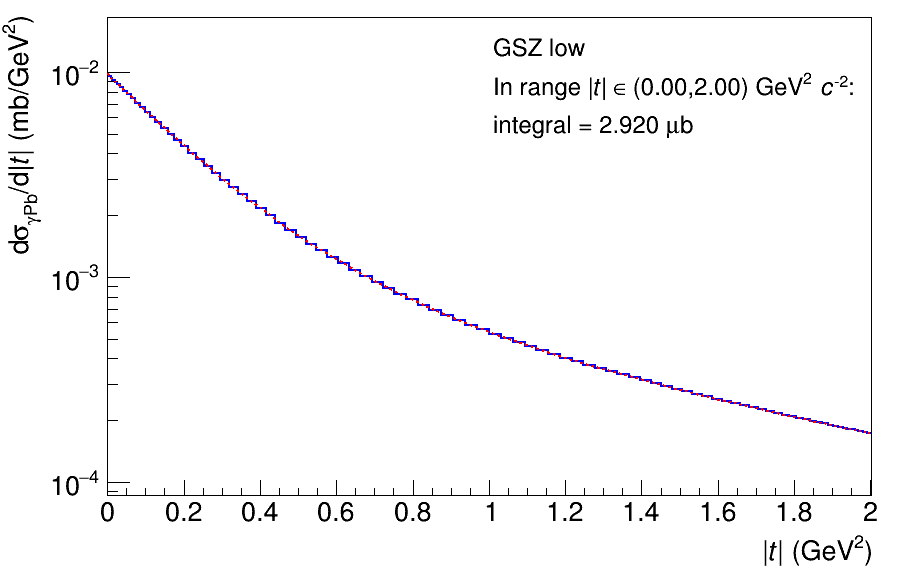 dσγPb/d|t| (mb/GeV²)
GSZ low
In range |t| ∈ (0.00,2.00) GeV² c⁻²:
integral = 2.920 μb
10⁻²
10⁻³
10⁻⁴
0 0.2 0.4 0.6 0.8 1 1.2 1.4 1.6 1.8 2
|t| (GeV²)